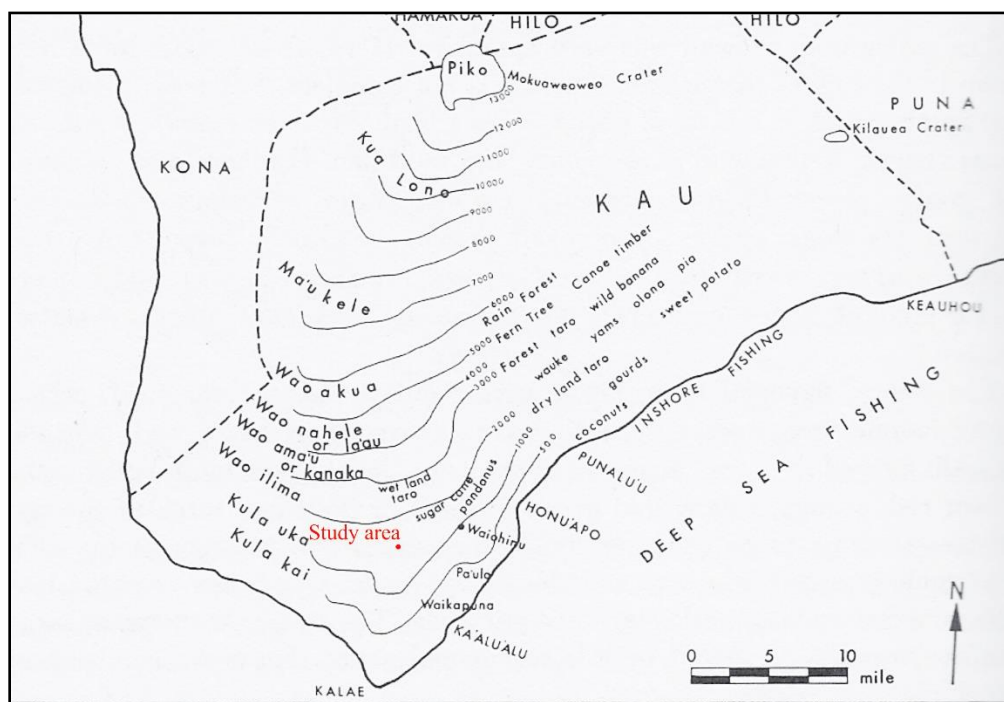 HAMAKUA
HILO
HILO
Piko
Mokuaweoweo Crater
PUNA
Kilauea Crater
KONA
13000
12000
11000
10000
9000
8000
7000
6000
5000
4000
3000
2000
1000
500
Kua
Lono
KAU
Ma'ukele
Rain Forest
Fern Tree Canoe timber
Forest taro wild banana
wauke yams olona pia
dry land taro sweet potato
sugar cane gourds
pandanus coconuts
KEAUHOU
INSHORE FISHING
DEEP SEA FISHING
Wao akua
Wao nahele
or la'au
Wao ama'u
or kanaka
Wao ilima
wet land
taro
Kula uka
Kula kai
Study area
Waiohinu
PUNALU'U
HONU'APO
Pa'ula
Waikapuna
KA'ALU'ALU
KALAE
N
0 5 10
mile